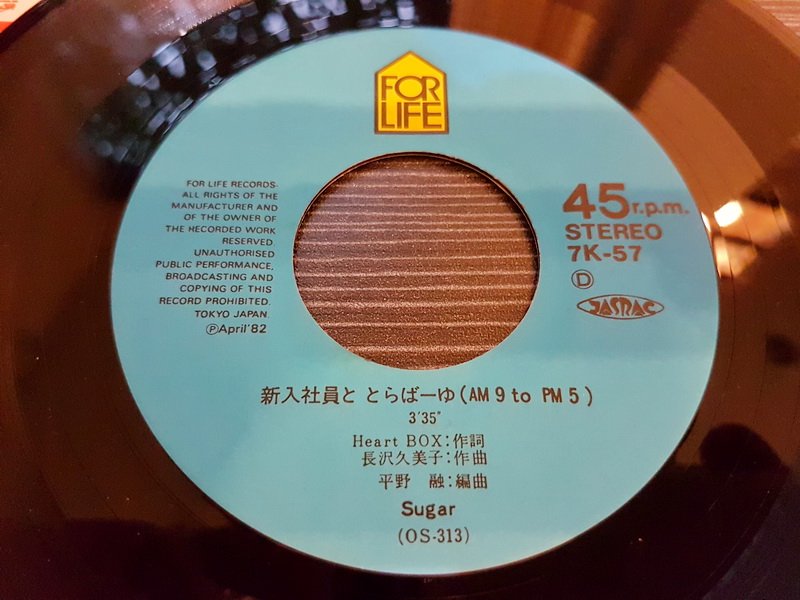 FOR
LIFE
FOR LIFE RECORDS-
ALL RIGHTS OF THE
MANUFACTURER AND
OF THE OWNER OF
THE RECORDED WORK
RESERVED.
UNAUTHORISED
PUBLIC PERFORMANCE,
BROADCASTING AND
COPYING OF THIS
RECORD PROHIBITED.
TOKYO JAPAN.
ⓅApril'82
45r.p.m.
STEREO
7K-57
Ⓓ
JASRAC
新入社員と とらばーゆ(AM 9 to PM 5)
3'35"
Heart BOX:作詞
長沢久美子:作曲
平野 融:編曲
Sugar
(OS-313)